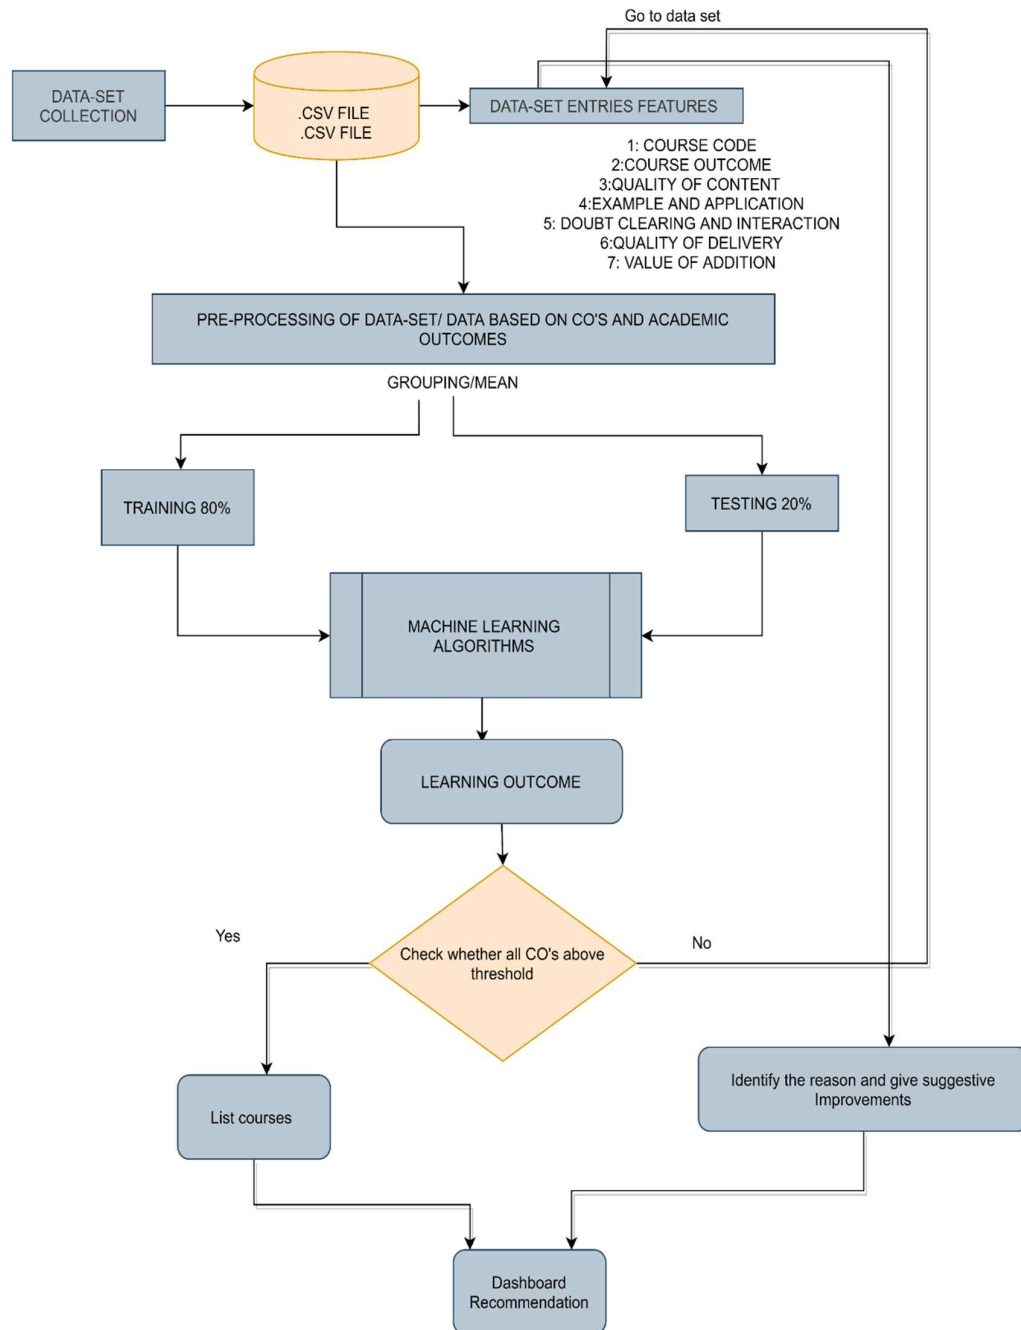 Go to data set
DATA-SET
COLLECTION
.CSV FILE
.CSV FILE
DATA-SET ENTRIES FEATURES
1: COURSE CODE
2:COURSE OUTCOME
3:QUALITY OF CONTENT
4:EXAMPLE AND APPLICATION
5: DOUBT CLEARING AND INTERACTION
6:QUALITY OF DELIVERY
7: VALUE OF ADDITION
PRE-PROCESSING OF DATA-SET/ DATA BASED ON CO'S AND ACADEMIC
OUTCOMES
GROUPING/MEAN
TRAINING 80%
TESTING 20%
MACHINE LEARNING
ALGORITHMS
LEARNING OUTCOME
Yes
Check whether all CO's above
threshold
No
List courses
Identify the reason and give suggestive
Improvements
Dashboard
Recommendation